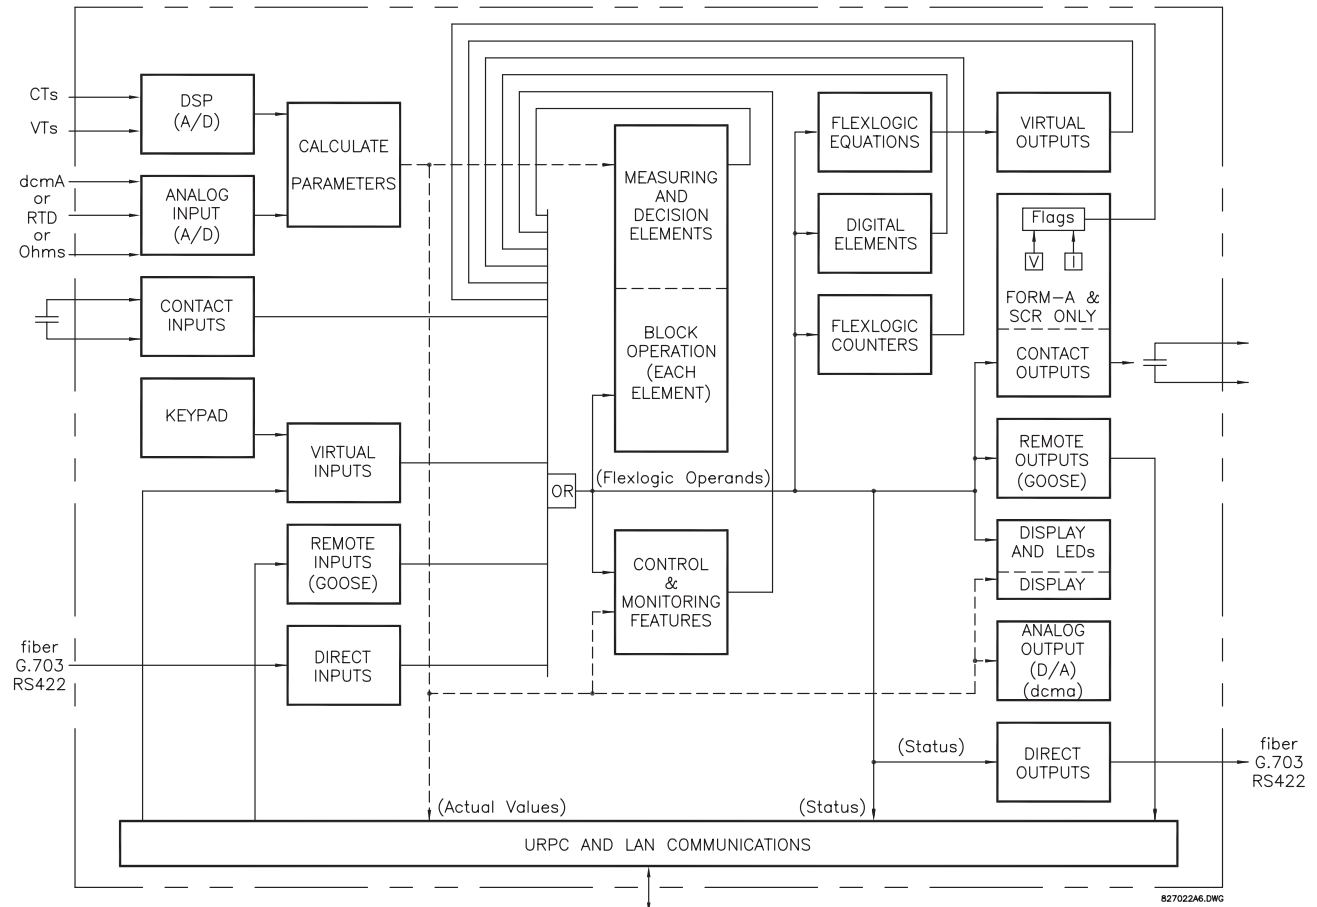 CTs
VTs
dcmA
or
RTD
or
Ohms
DSP
(A/D)
ANALOG
INPUT
(A/D)
CALCULATE
PARAMETERS
CONTACT
INPUTS
KEYPAD
VIRTUAL
INPUTS
REMOTE
INPUTS
(GOOSE)
DIRECT
INPUTS
fiber
G.703
RS422
MEASURING
AND
DECISION
ELEMENTS
BLOCK
OPERATION
(EACH
ELEMENT)
OR
(Flexlogic Operands)
CONTROL
&
MONITORING
FEATURES
FLEXLOGIC
EQUATIONS
DIGITAL
ELEMENTS
FLEXLOGIC
COUNTERS
VIRTUAL
OUTPUTS
Flags
V
I
FORM-A &
SCR ONLY
CONTACT
OUTPUTS
REMOTE
OUTPUTS
(GOOSE)
DISPLAY
AND LEDs
DISPLAY
ANALOG
OUTPUT
(D/A)
(dcma)
(Status)
DIRECT
OUTPUTS
fiber
G.703
RS422
(Actual Values)
(Status)
URPC AND LAN COMMUNICATIONS
827022A6.DWG